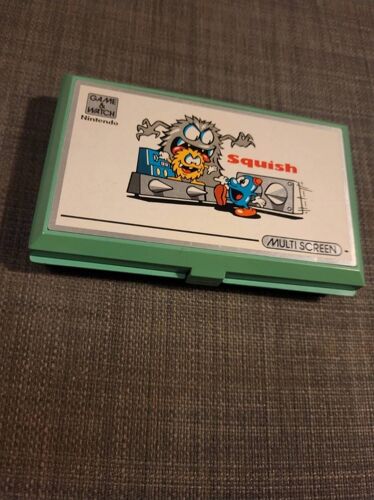 GAME
&
WATCH
Nintendo
Squish
MULTI SCREEN